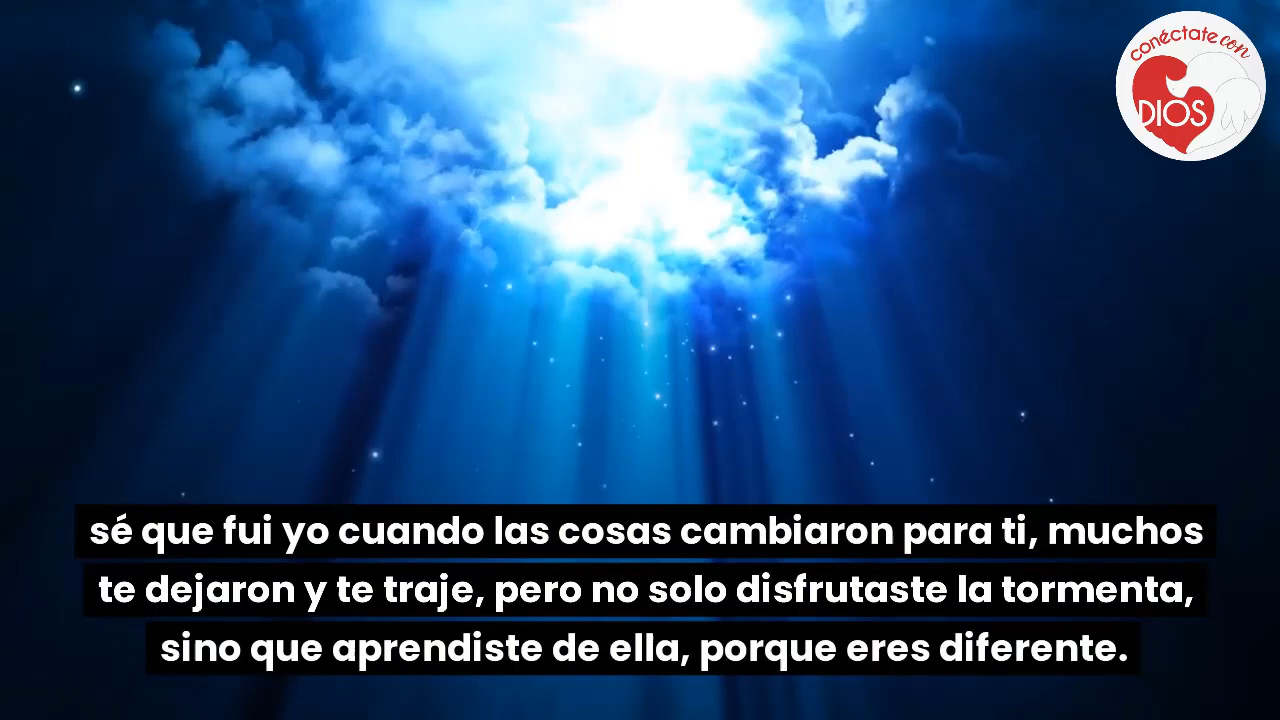 conéctate con
DIOS
sé que fui yo cuando las cosas cambiaron para ti, muchos
te dejaron y te traje, pero no solo disfrutaste la tormenta,
sino que aprendiste de ella, porque eres diferente.